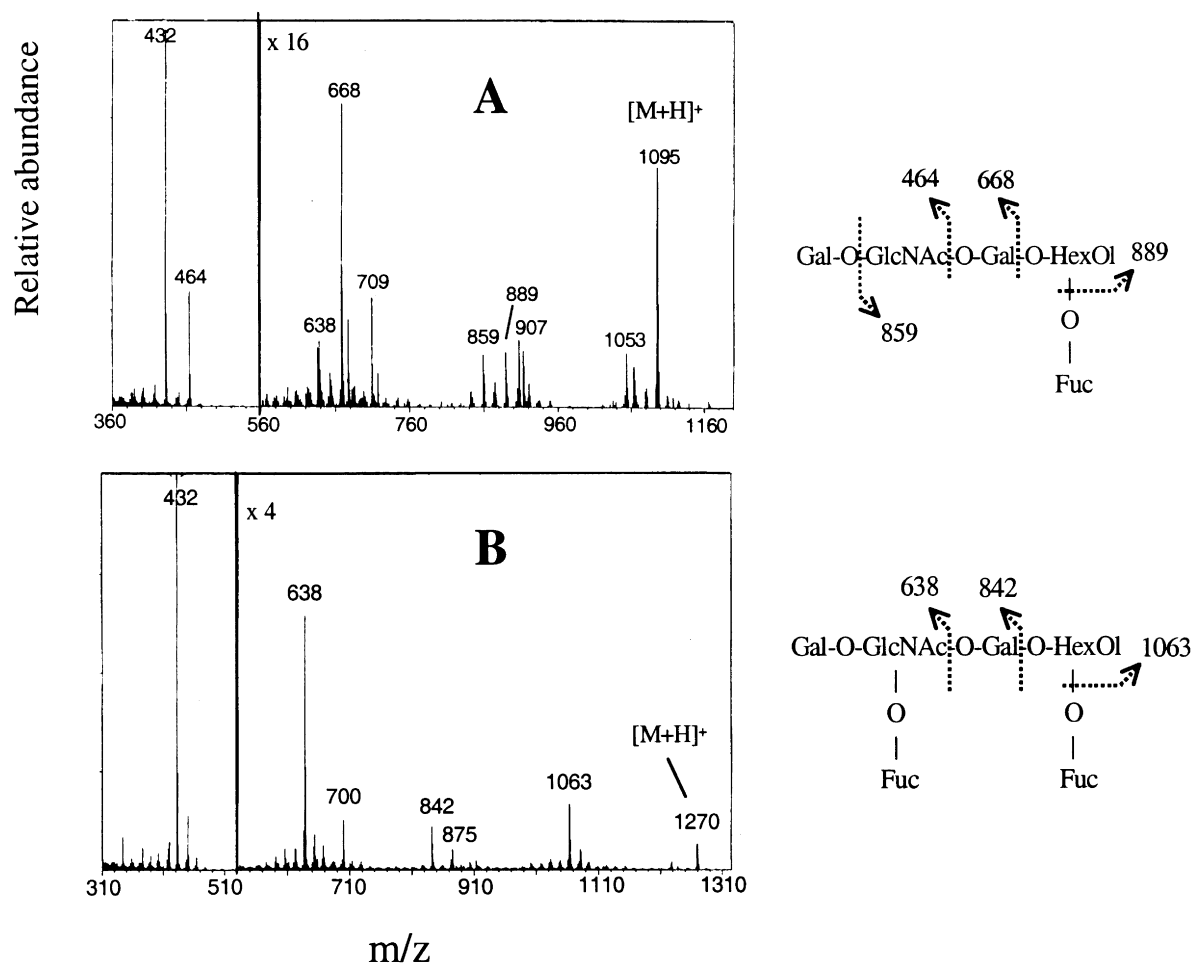 Relative abundance
432
x 16
A
668
[M+H]+
1095
464
709
638
859
889
907
1053
360
560
760
960
1160
464
668
Gal-O-GlcNAc-O-Gal-O-HexOl
889
859
O
Fuc
432
x 4
B
638
700
842
875
1063
[M+H]+
1270
310
510
710
910
1110
1310
m/z
638
842
Gal-O-GlcNAc-O-Gal-O-HexOl
1063
O O
Fuc Fuc